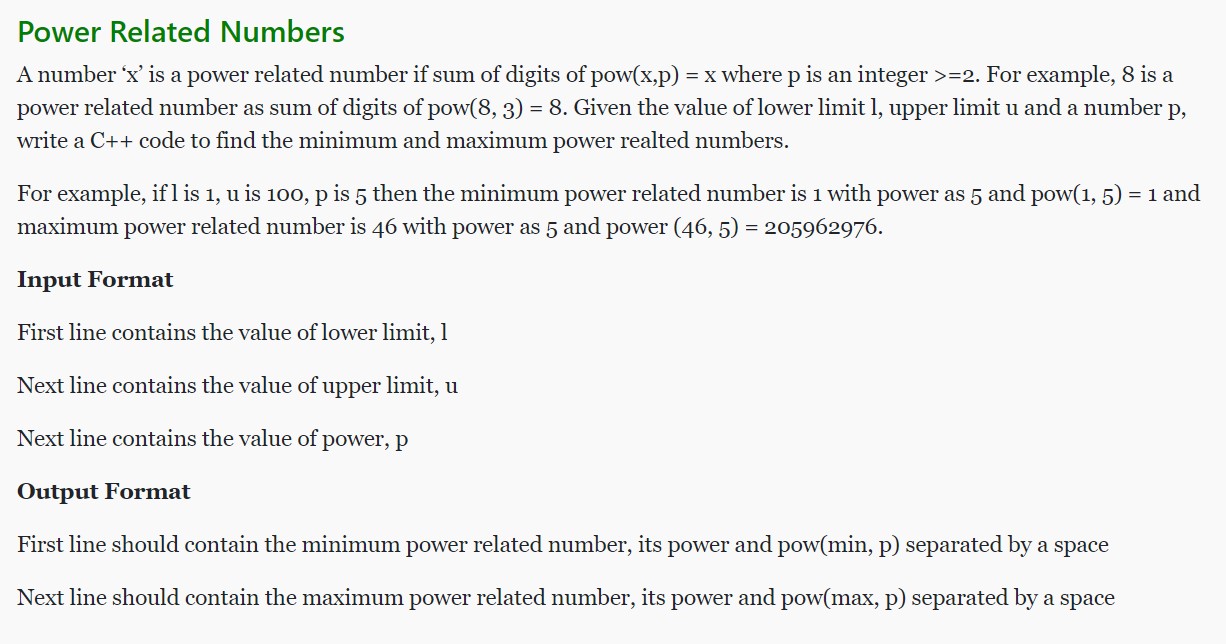 Power Related Numbers
A number ‘x’ is a power related number if sum of digits of pow(x,p) = x where p is an integer >=2. For example, 8 is a
power related number as sum of digits of pow(8, 3) = 8. Given the value of lower limit l, upper limit u and a number p,
write a C++ code to find the minimum and maximum power realted numbers.
For example, if l is 1, u is 100, p is 5 then the minimum power related number is 1 with power as 5 and pow(1, 5) = 1 and
maximum power related number is 46 with power as 5 and power (46, 5) = 205962976.
Input Format
First line contains the value of lower limit, l
Next line contains the value of upper limit, u
Next line contains the value of power, p
Output Format
First line should contain the minimum power related number, its power and pow(min, p) separated by a space
Next line should contain the maximum power related number, its power and pow(max, p) separated by a space